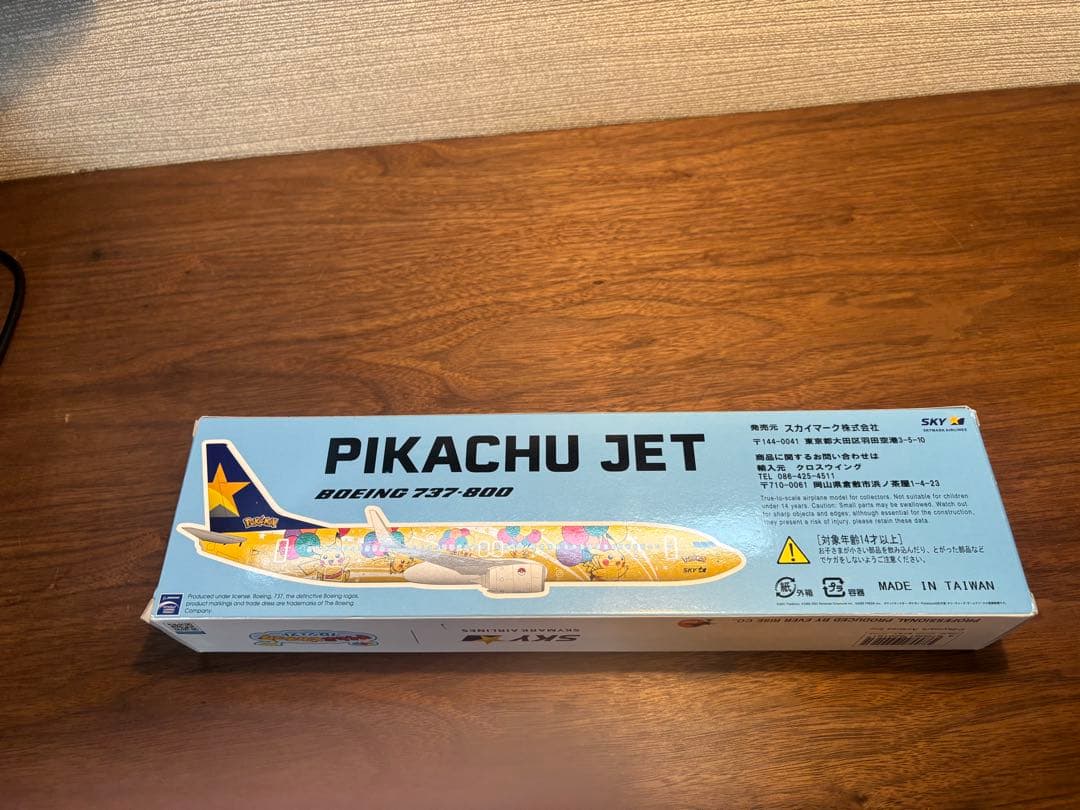 PIKACHU JET
BOEING 737-800
発売元 スカイマーク株式会社
〒144-0041 東京都大田区羽田空港3-5-10
商品に関するお問い合わせは
輸入元 クロスウイング
TEL 086-425-4511
〒710-0061 岡山県倉敷市浜ノ茶屋1-4-23
True-to-scale airplane model for collectors. Not suitable for children
under 14 years. Caution: Small parts may be swallowed. Watch out
for sharp objects and edges; although essential for the construction,
they present a risk of injury, please retain these data.
[対象年齢14才以上]
お子さまが小さい部品を飲み込んだり、とがった部品など
でケガをしないようご注意ください。
紙 外箱
プラ 容器
MADE IN TAIWAN
SKY
SKYMARK AIRLINES
Pokémon
SKY
Produced under license. Boeing, 737, the distinctive Boeing logos,
product markings and trade dress are trademarks of The Boeing
Company.
SKY
SKYMARK AIRLINES
PROFESSIONAL PRODUCED BY EVER RISE CO.